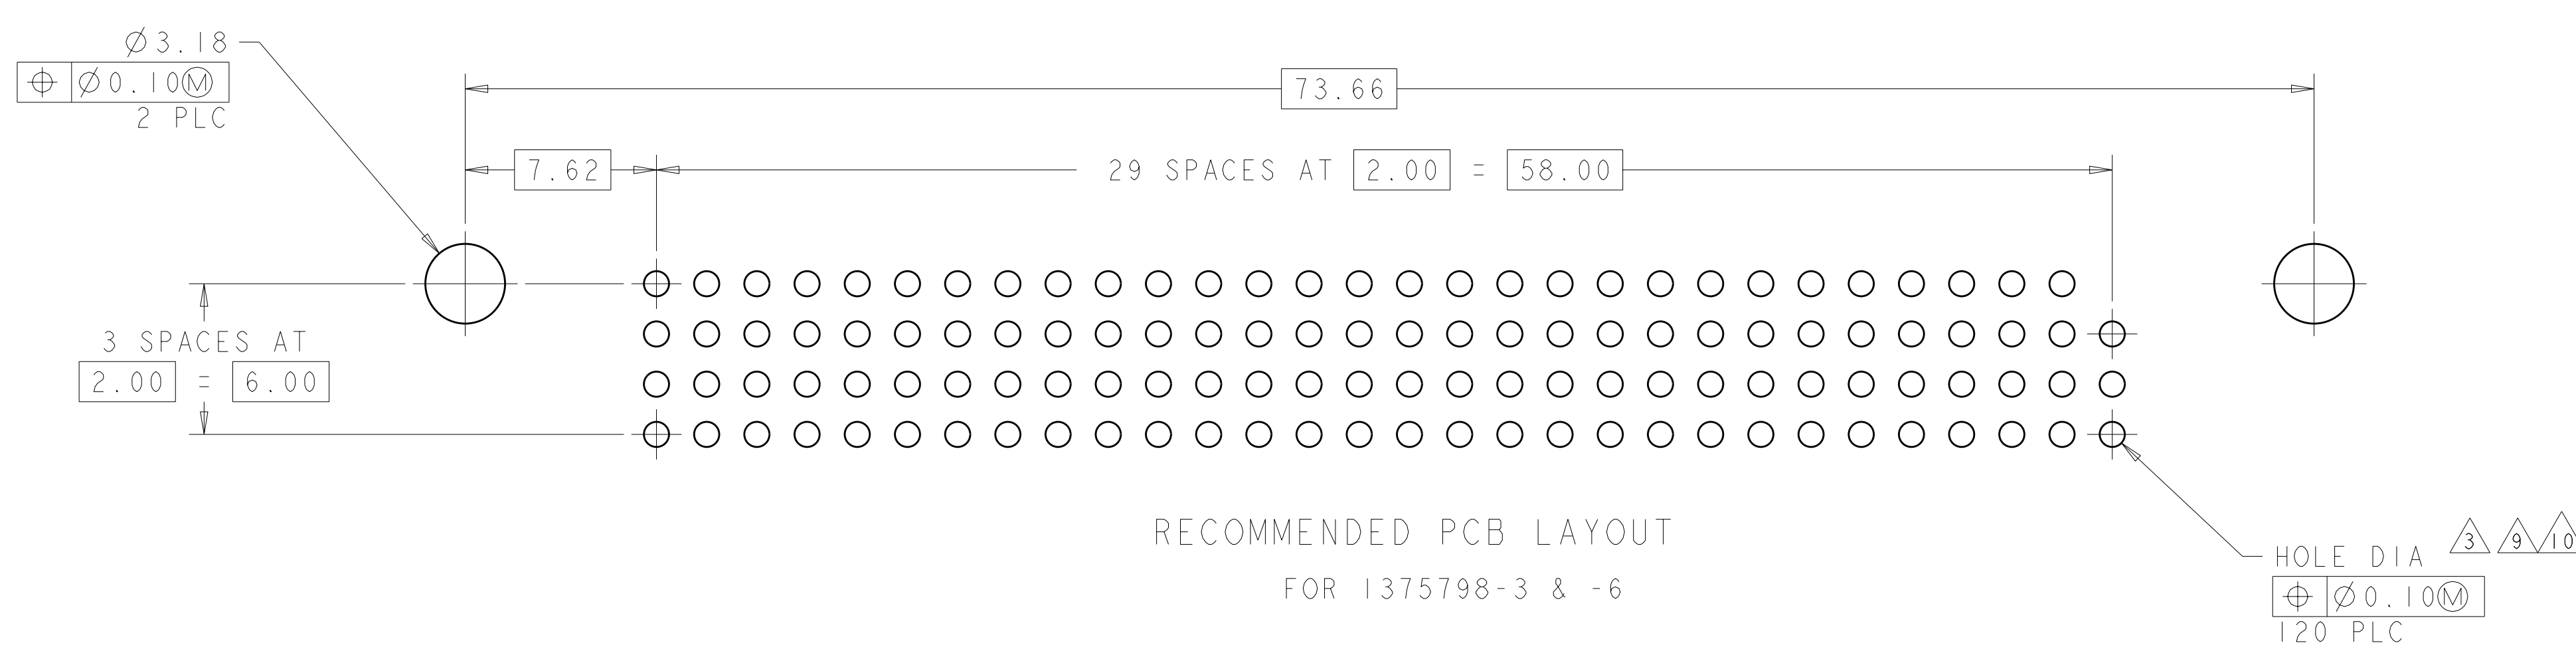 Ø3.18
⌖ Ø0.10Ⓜ
2 PLC
73.66
7.62
29 SPACES AT 2.00 = 58.00
3 SPACES AT
2.00 = 6.00
RECOMMENDED PCB LAYOUT
FOR 1375798-3 & -6
3 9 10
HOLE DIA
⌖ Ø0.10Ⓜ
120 PLC